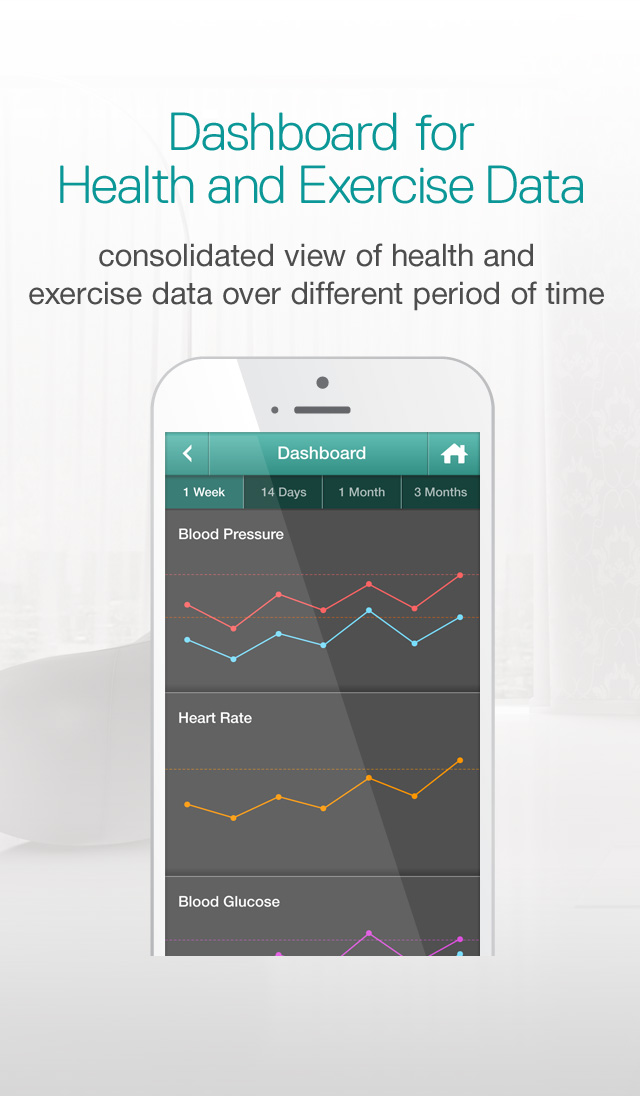 Dashboard for
Health and Exercise Data
consolidated view of health and
exercise data over different period of time
Dashboard
1 Week 14 Days 1 Month 3 Months
Blood Pressure
Heart Rate
Blood Glucose